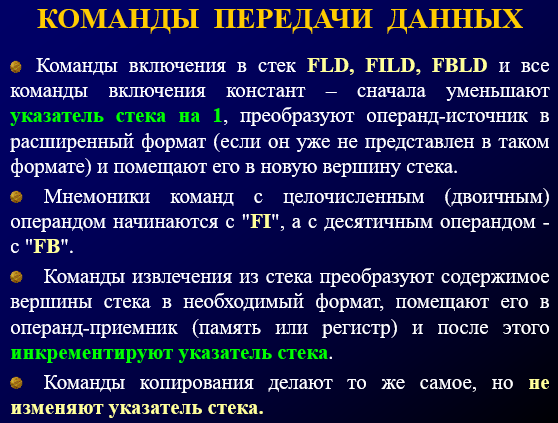 КОМАНДЫ ПЕРЕДАЧИ ДАННЫХ
Команды включения в стек FLD, FILD, FBLD и все
команды включения констант – сначала уменьшают
указатель стека на 1, преобразуют операнд-источник в
расширенный формат (если он уже не представлен в таком
формате) и помещают его в новую вершину стека.
Мнемоники команд с целочисленным (двоичным)
операндом начинаются с "FI", а с десятичным операндом -
с "FB".
Команды извлечения из стека преобразуют содержимое
вершины стека в необходимый формат, помещают его в
операнд-приемник (память или регистр) и после этого
инкрементируют указатель стека.
Команды копирования делают то же самое, но не
изменяют указатель стека.